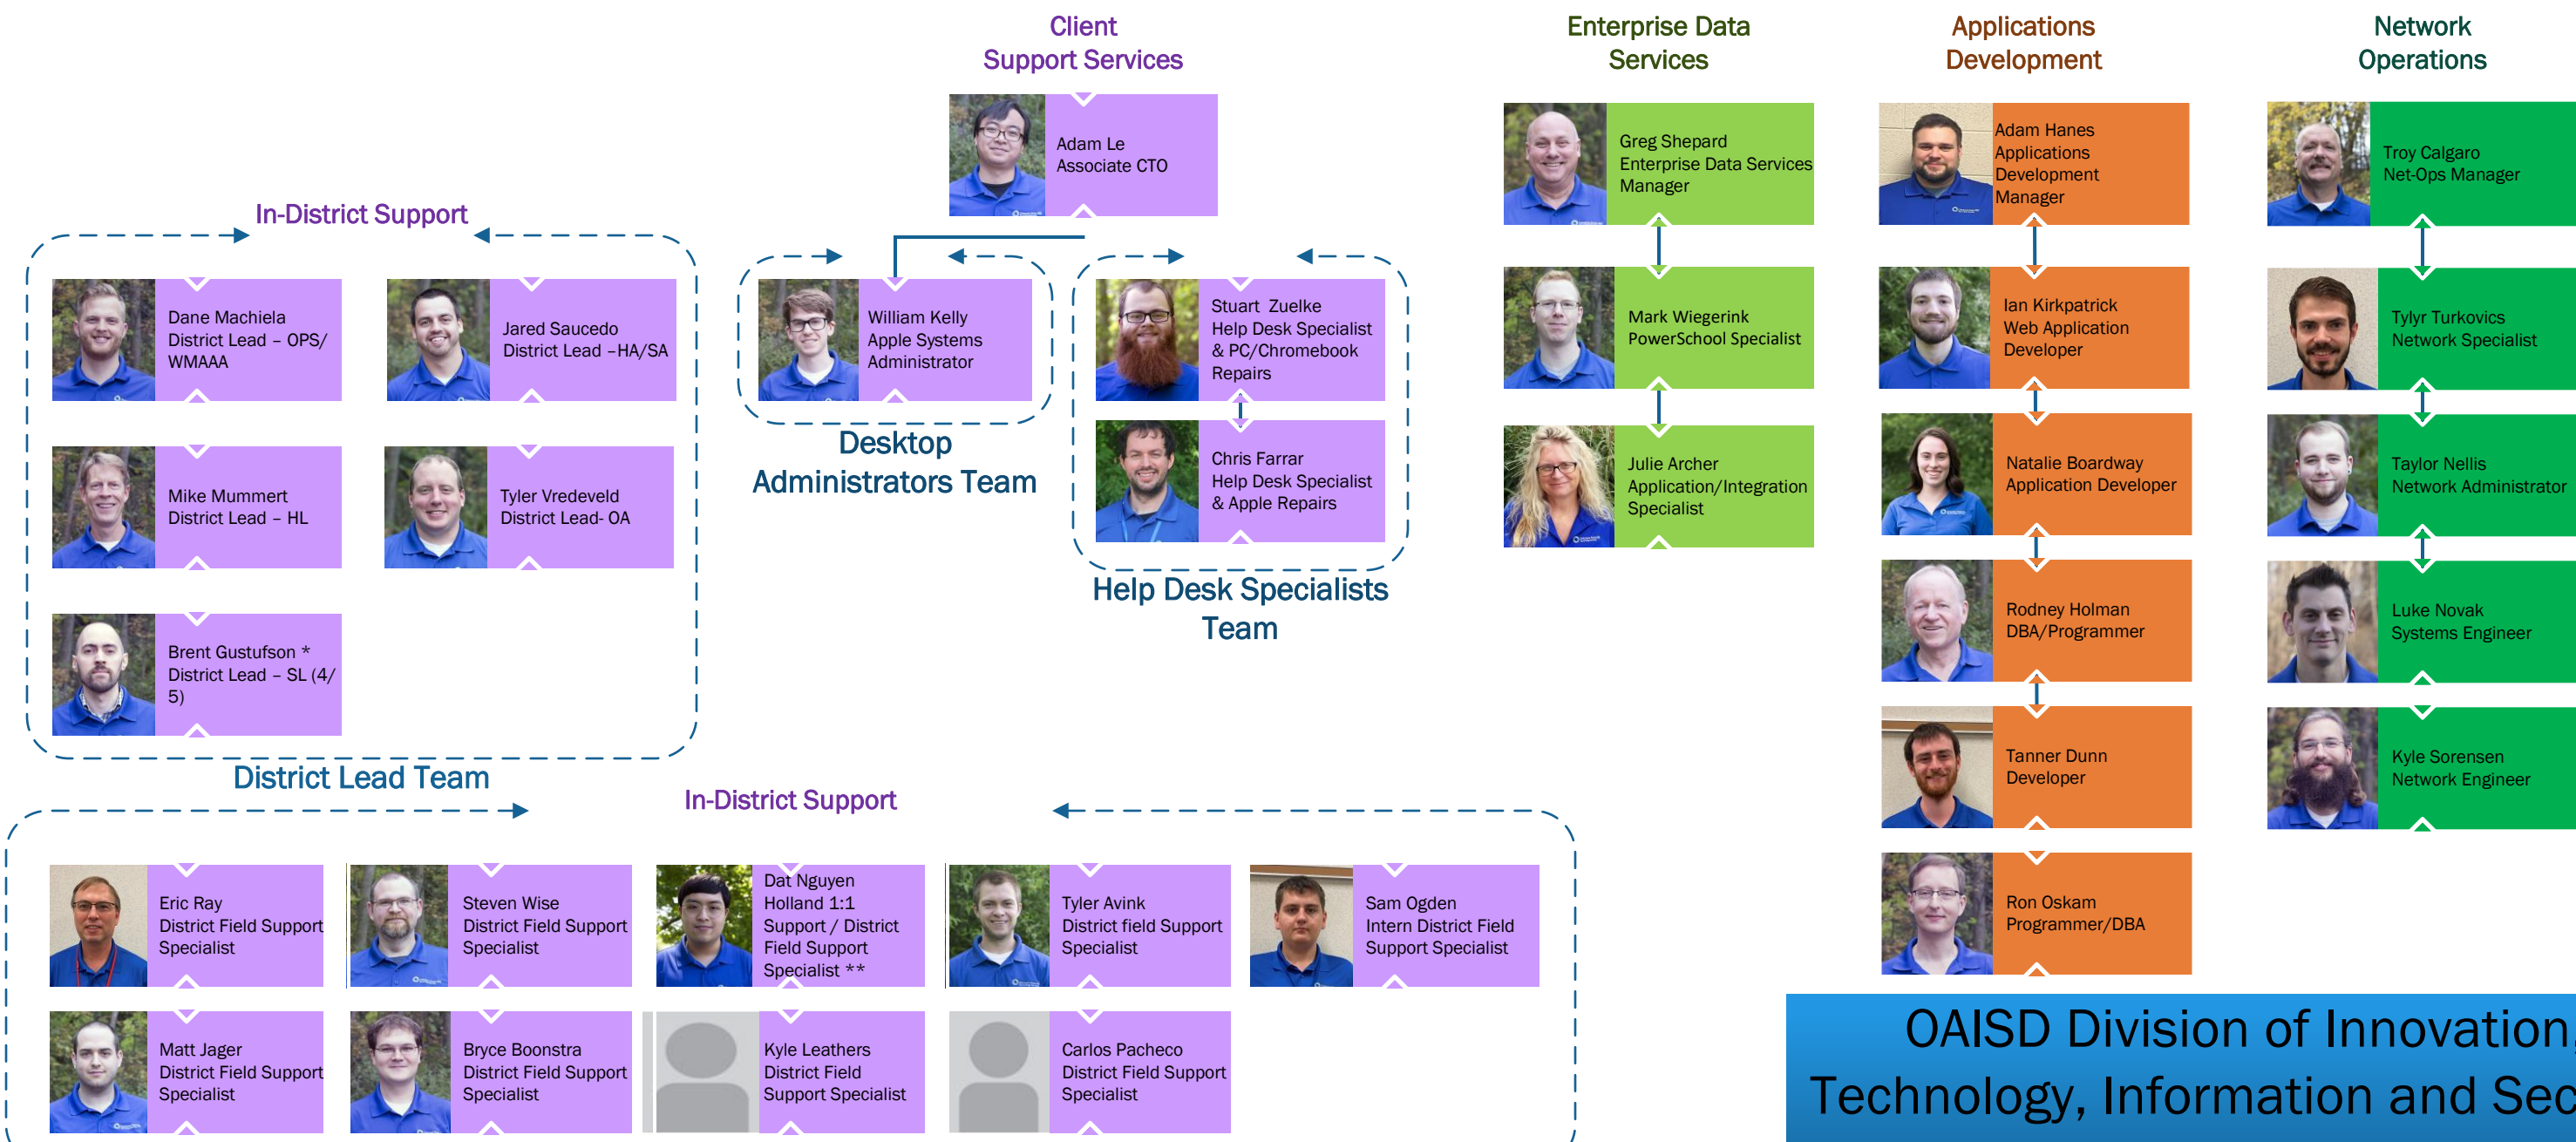 Client
Support Services
Enterprise Data
Services
Applications
Development
Network
Operations
Adam Le
Associate CTO
Greg Shepard
Enterprise Data Services
Manager
Adam Hanes
Applications
Development
Manager
Troy Calgaro
Net-Ops Manager
In-District Support
Dane Machiela
District Lead – OPS/
WMAAA
Jared Saucedo
District Lead –HA/SA
William Kelly
Apple Systems
Administrator
Stuart  Zuelke
Help Desk Specialist
& PC/Chromebook
Repairs
Mark Wiegerink
PowerSchool Specialist
Ian Kirkpatrick
Web Application
Developer
Tylyr Turkovics
Network Specialist
Desktop
Administrators Team
Mike Mummert
District Lead – HL
Tyler Vredeveld
District Lead- OA
Chris Farrar
Help Desk Specialist
& Apple Repairs
Julie Archer
Application/Integration
Specialist
Natalie Boardway
Application Developer
Taylor Nellis
Network Administrator
Help Desk Specialists
Team
Brent Gustufson *
District Lead – SL (4/
5)
Rodney Holman
DBA/Programmer
Luke Novak
Systems Engineer
District Lead Team
Tanner Dunn
Developer
Kyle Sorensen
Network Engineer
In-District Support
Eric Ray
District Field Support
Specialist
Steven Wise
District Field Support
Specialist
Dat Nguyen
Holland 1:1
Support / District
Field Support
Specialist **
Tyler Avink
District field Support
Specialist
Sam Ogden
Intern District Field
Support Specialist
Ron Oskam
Programmer/DBA
Matt Jager
District Field Support
Specialist
Bryce Boonstra
District Field Support
Specialist
Kyle Leathers
District Field
Support Specialist
Carlos Pacheco
District Field Support
Specialist
OAISD Division of Innovation,
Technology, Information and Sec